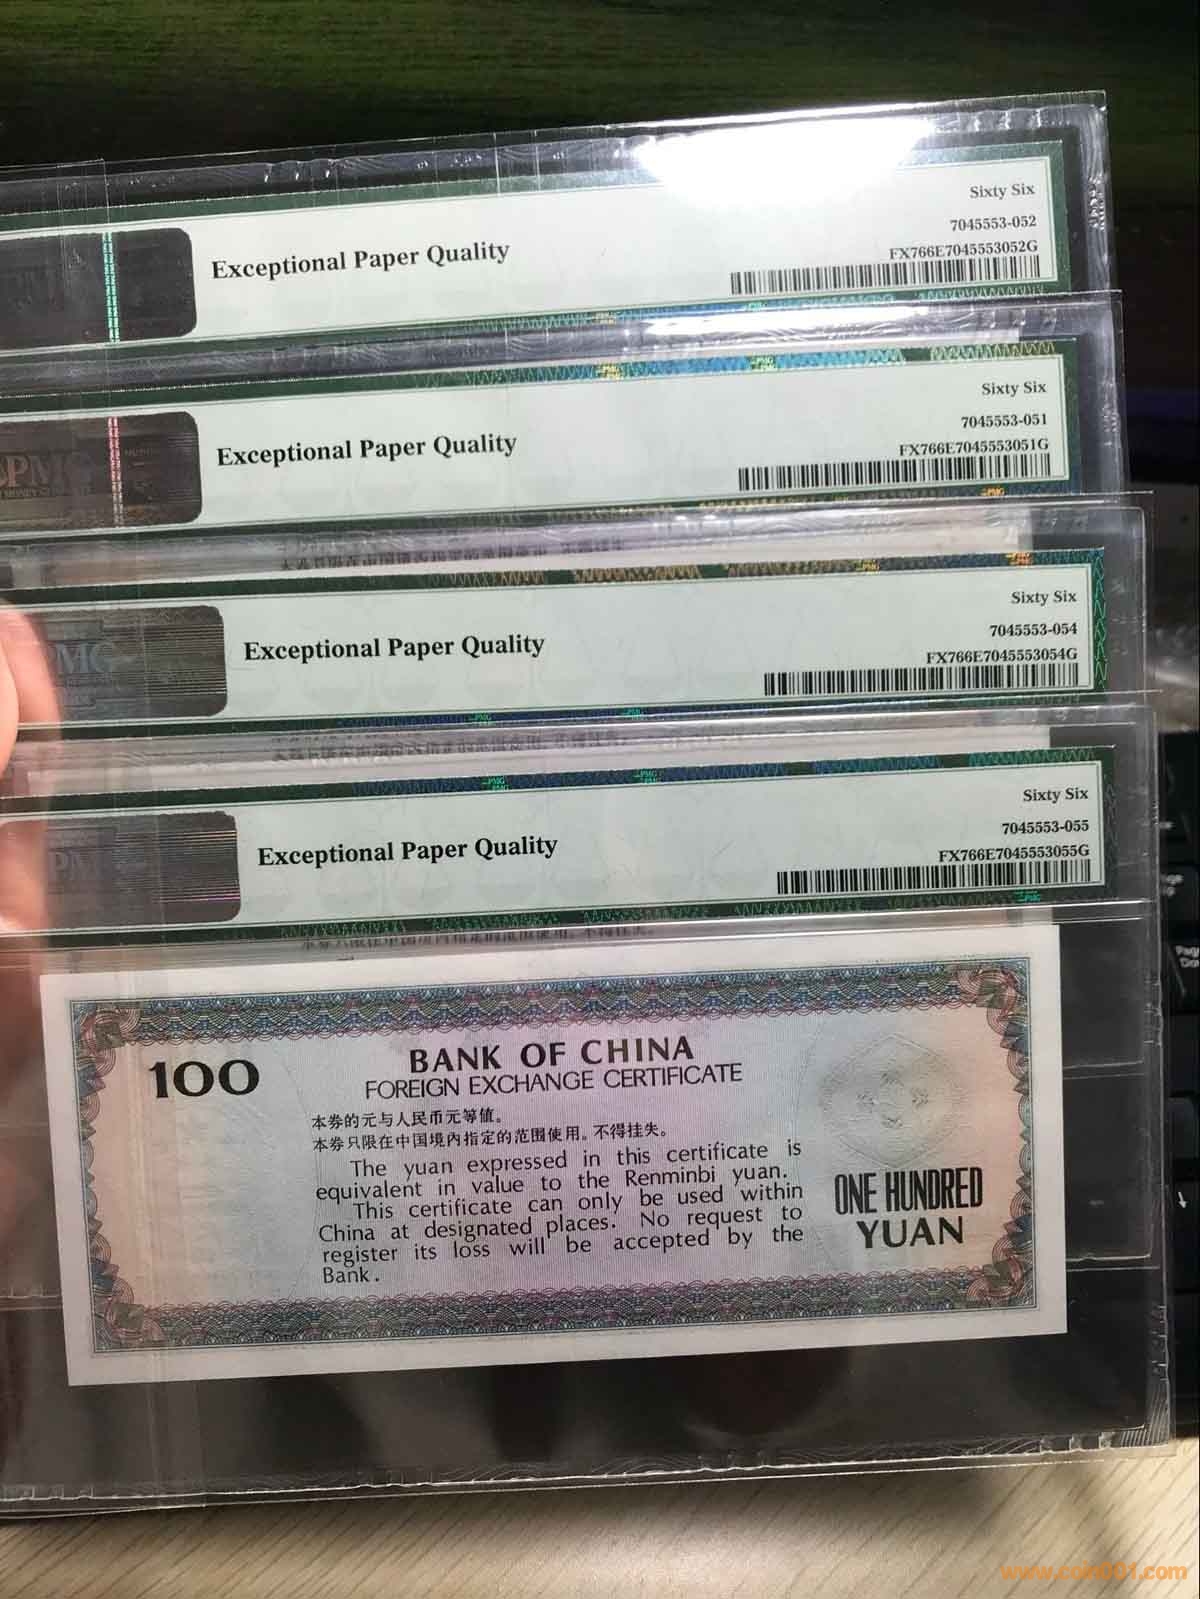 Sixty Six
7045553-052
FX766E7045553052G
Exceptional Paper Quality
Sixty Six
7045553-051
FX766E7045553051G
Exceptional Paper Quality
PMG
Sixty Six
7045553-054
FX766E7045553054G
Exceptional Paper Quality
Sixty Six
7045553-055
FX766E7045553055G
Exceptional Paper Quality
100
BANK OF CHINA
FOREIGN EXCHANGE CERTIFICATE
本券的元与人民币元等值。
本券只限在中国境内指定的范围使用。不得挂失。
The yuan expressed in this certificate is
equivalent in value to the Renminbi yuan.
This certificate can only be used within
China at designated places. No request to
register its loss will be accepted by the
Bank.
ONE HUNDRED
YUAN
www.coin001.com